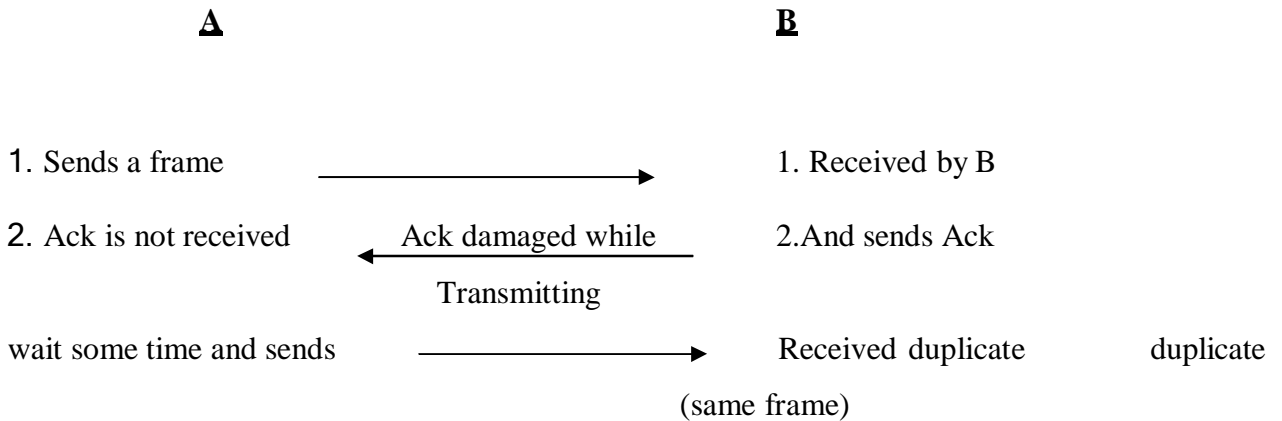 A B
1. Sends a frame 1. Received by B
2. Ack is not received Ack damaged while 2.And sends Ack
Transmitting
wait some time and sends Received duplicate duplicate
(same frame)